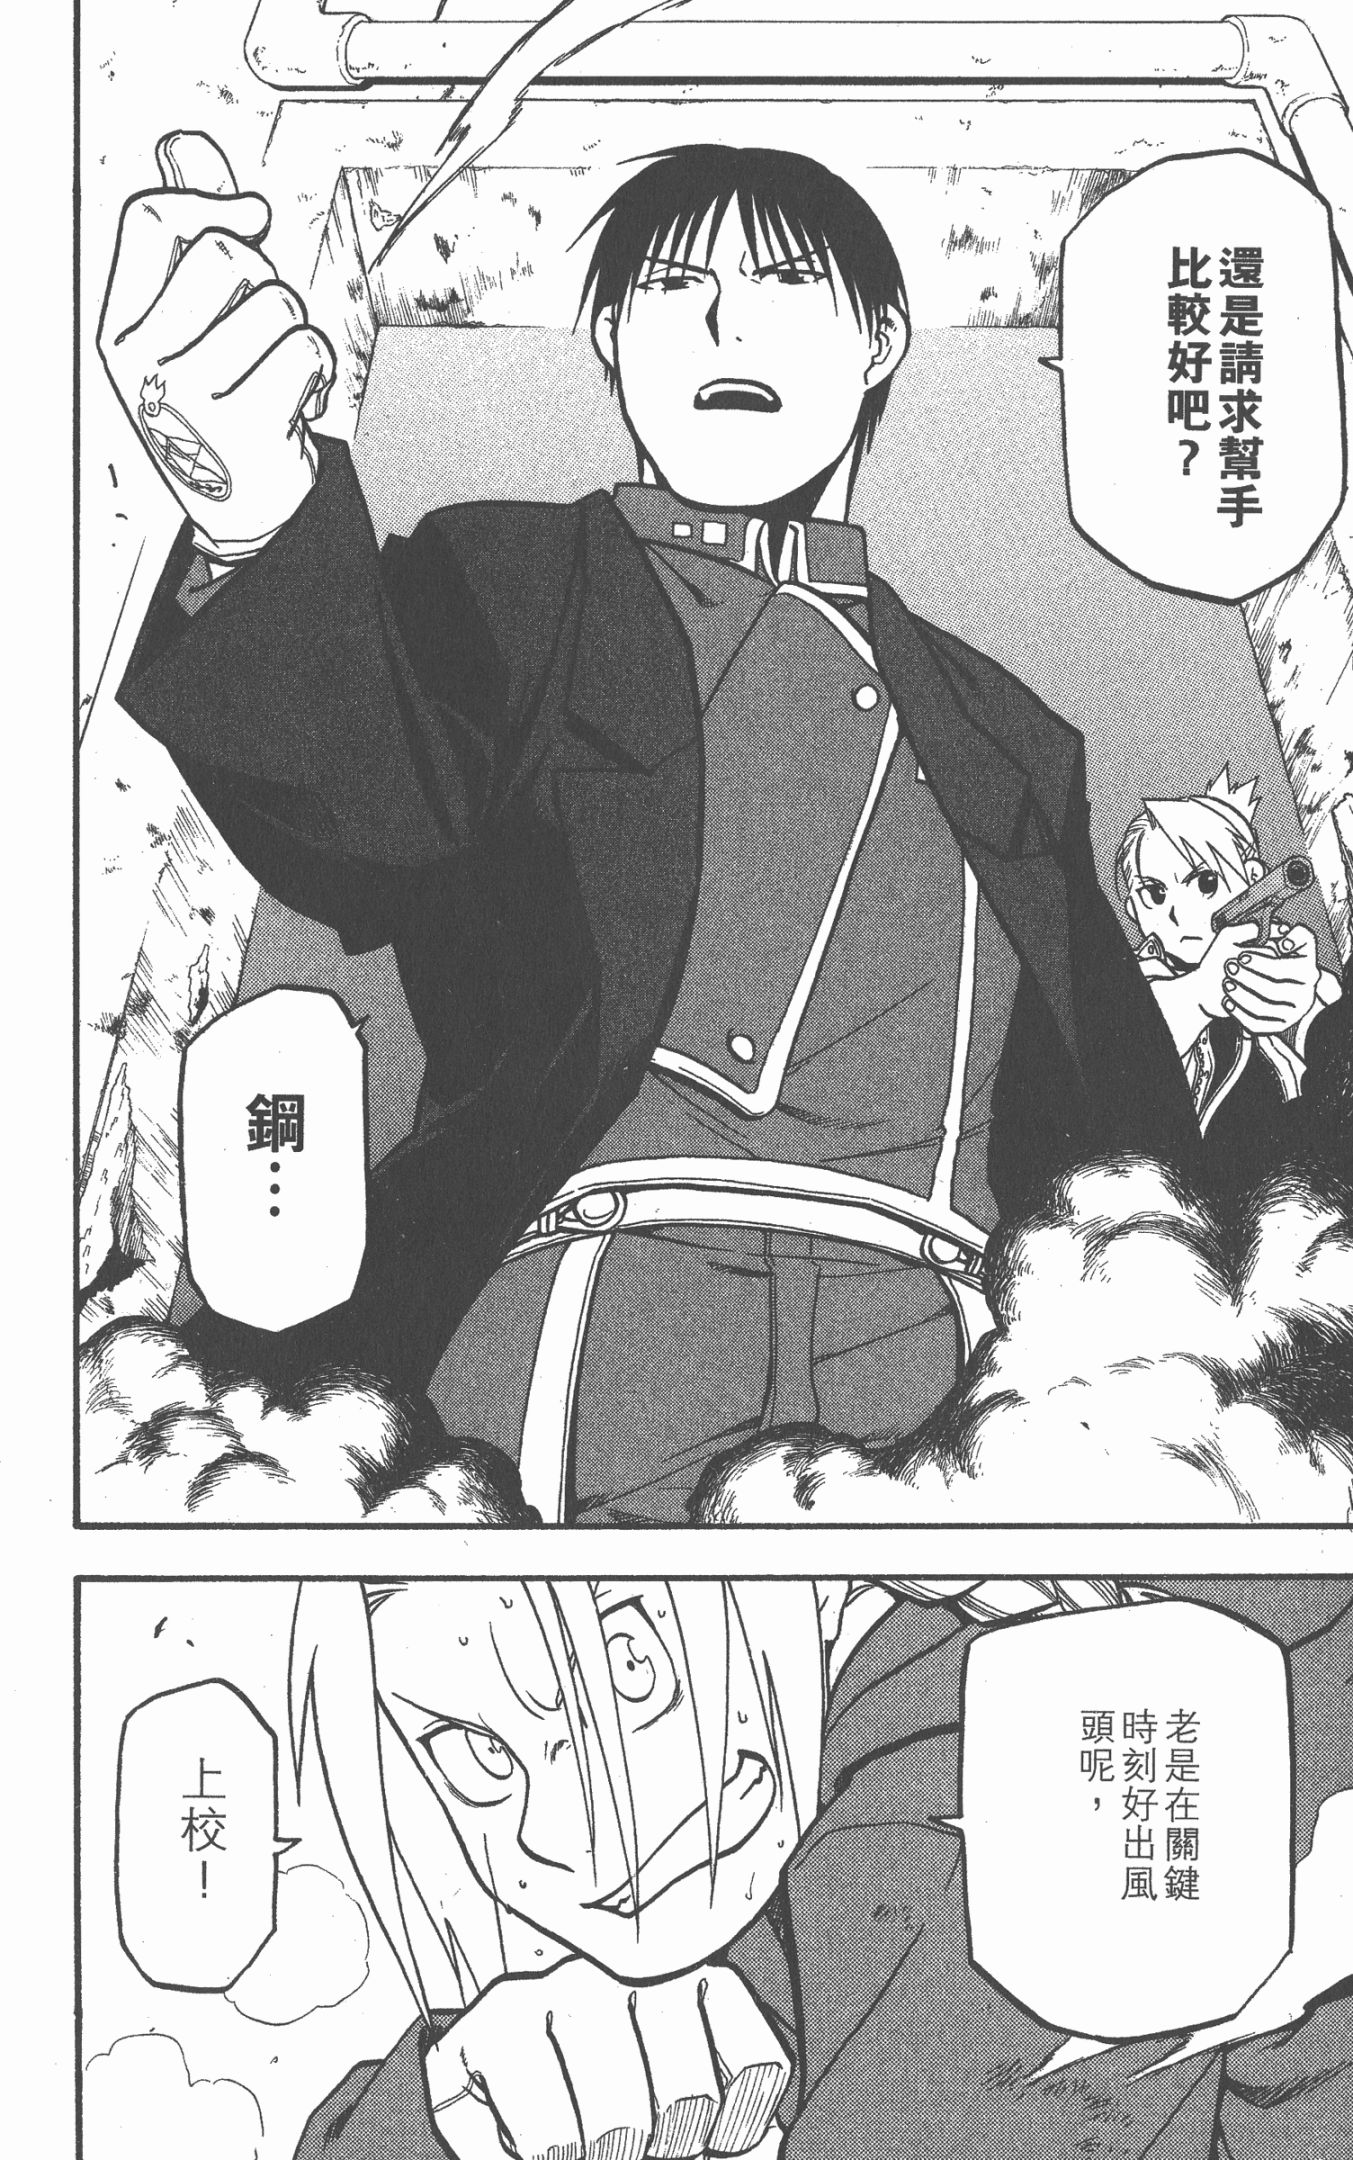 還是請求幫手
比較好吧？
鋼…
老是在關鍵
時刻好出風
頭呢，
上校！